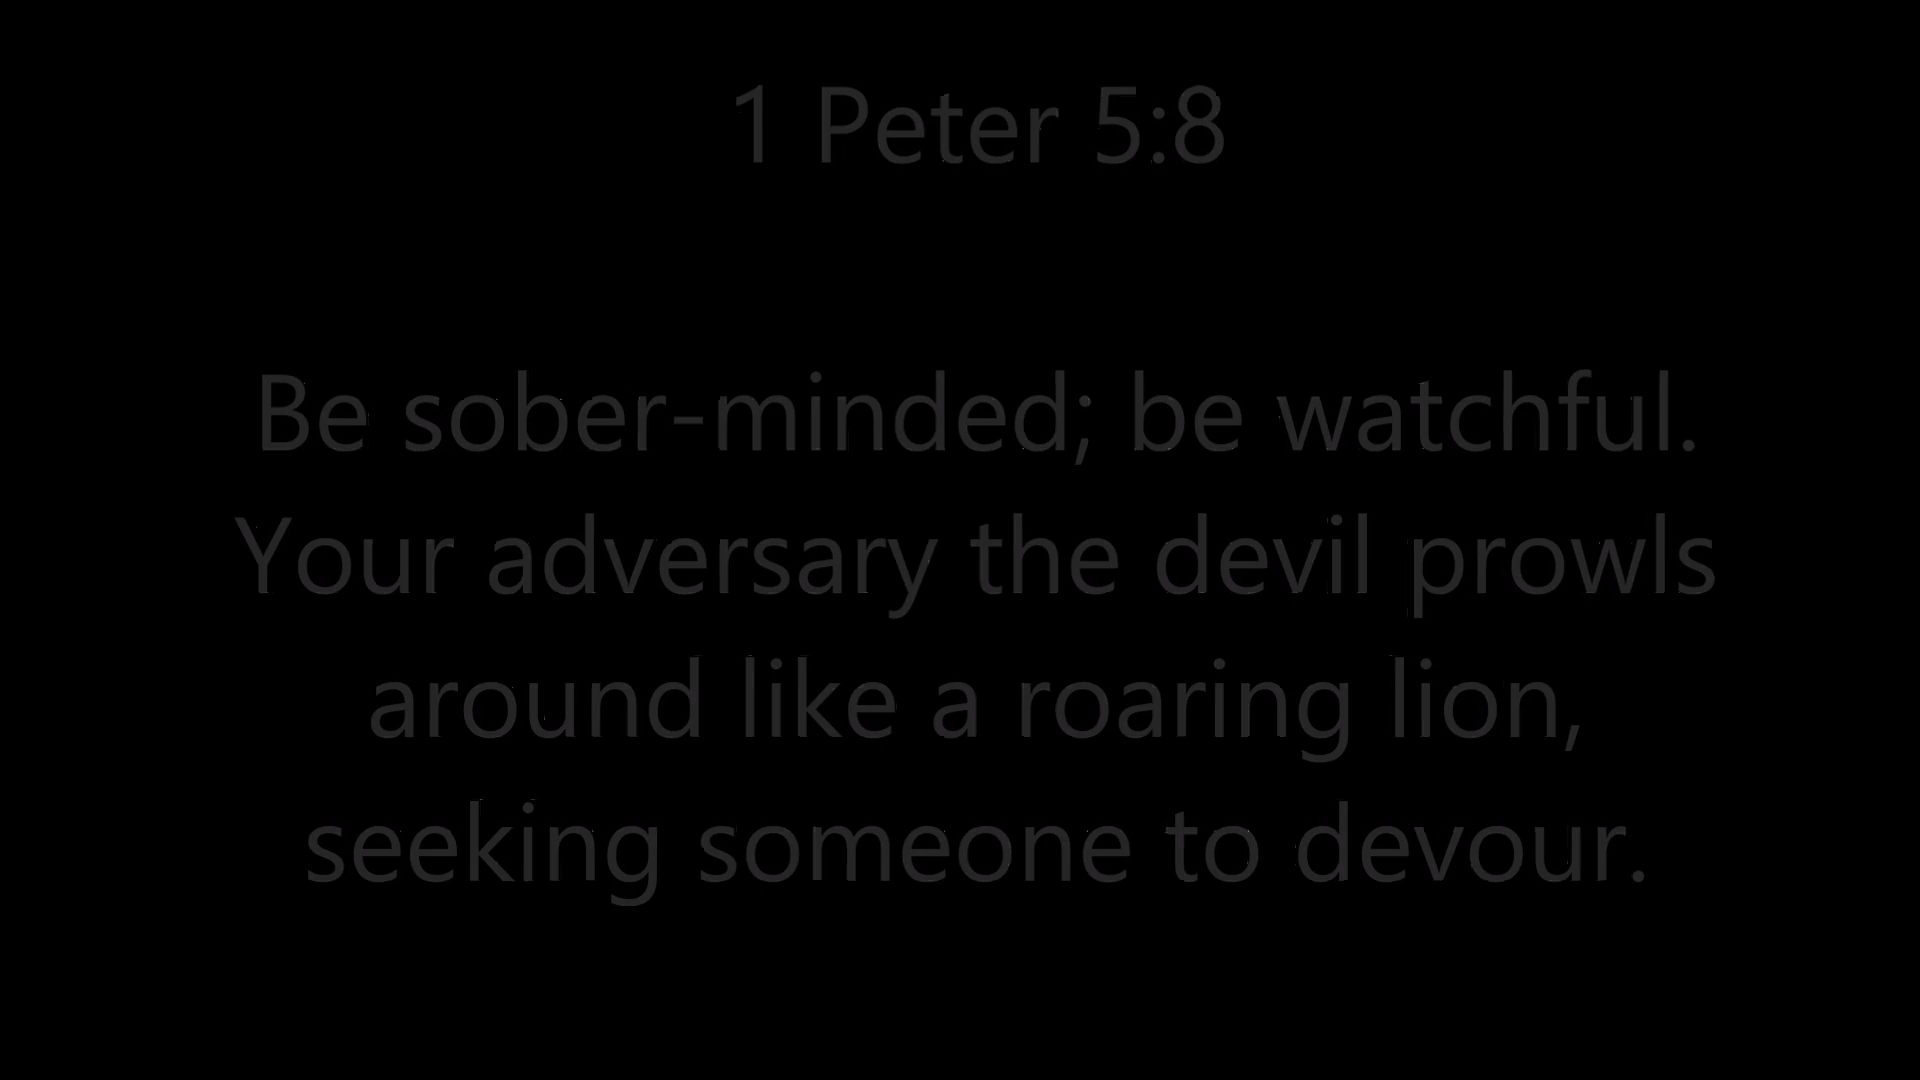 1 Peter 5:8
Be sober-minded; be watchful.
Your adversary the devil prowls
around like a roaring lion,
seeking someone to devour.